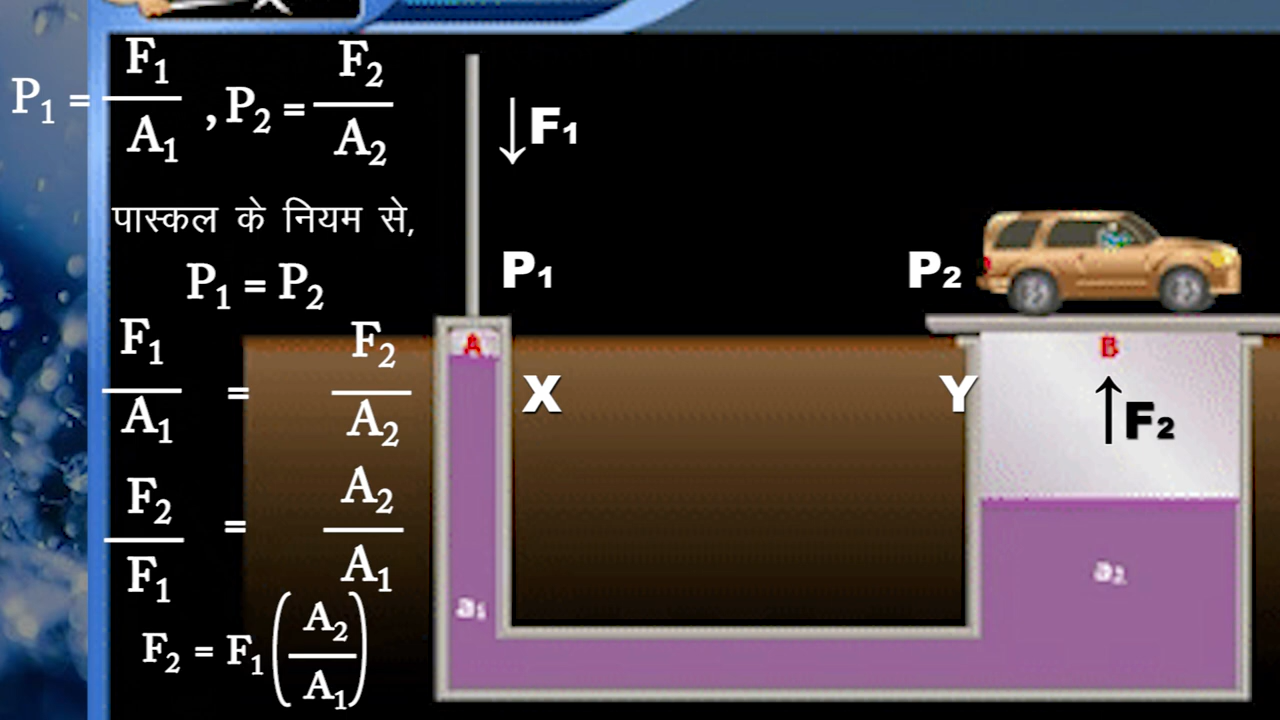 P₁ = F₁/A₁ , P₂ = F₂/A₂
पास्कल के नियम से,
P₁ = P₂
F₁/A₁ = F₂/A₂
F₂/F₁ = A₂/A₁
F₂ = F₁(A₂/A₁)
↓F₁
P₁
P₂
A
B
X
Y
↑F₂
a₁
a₂